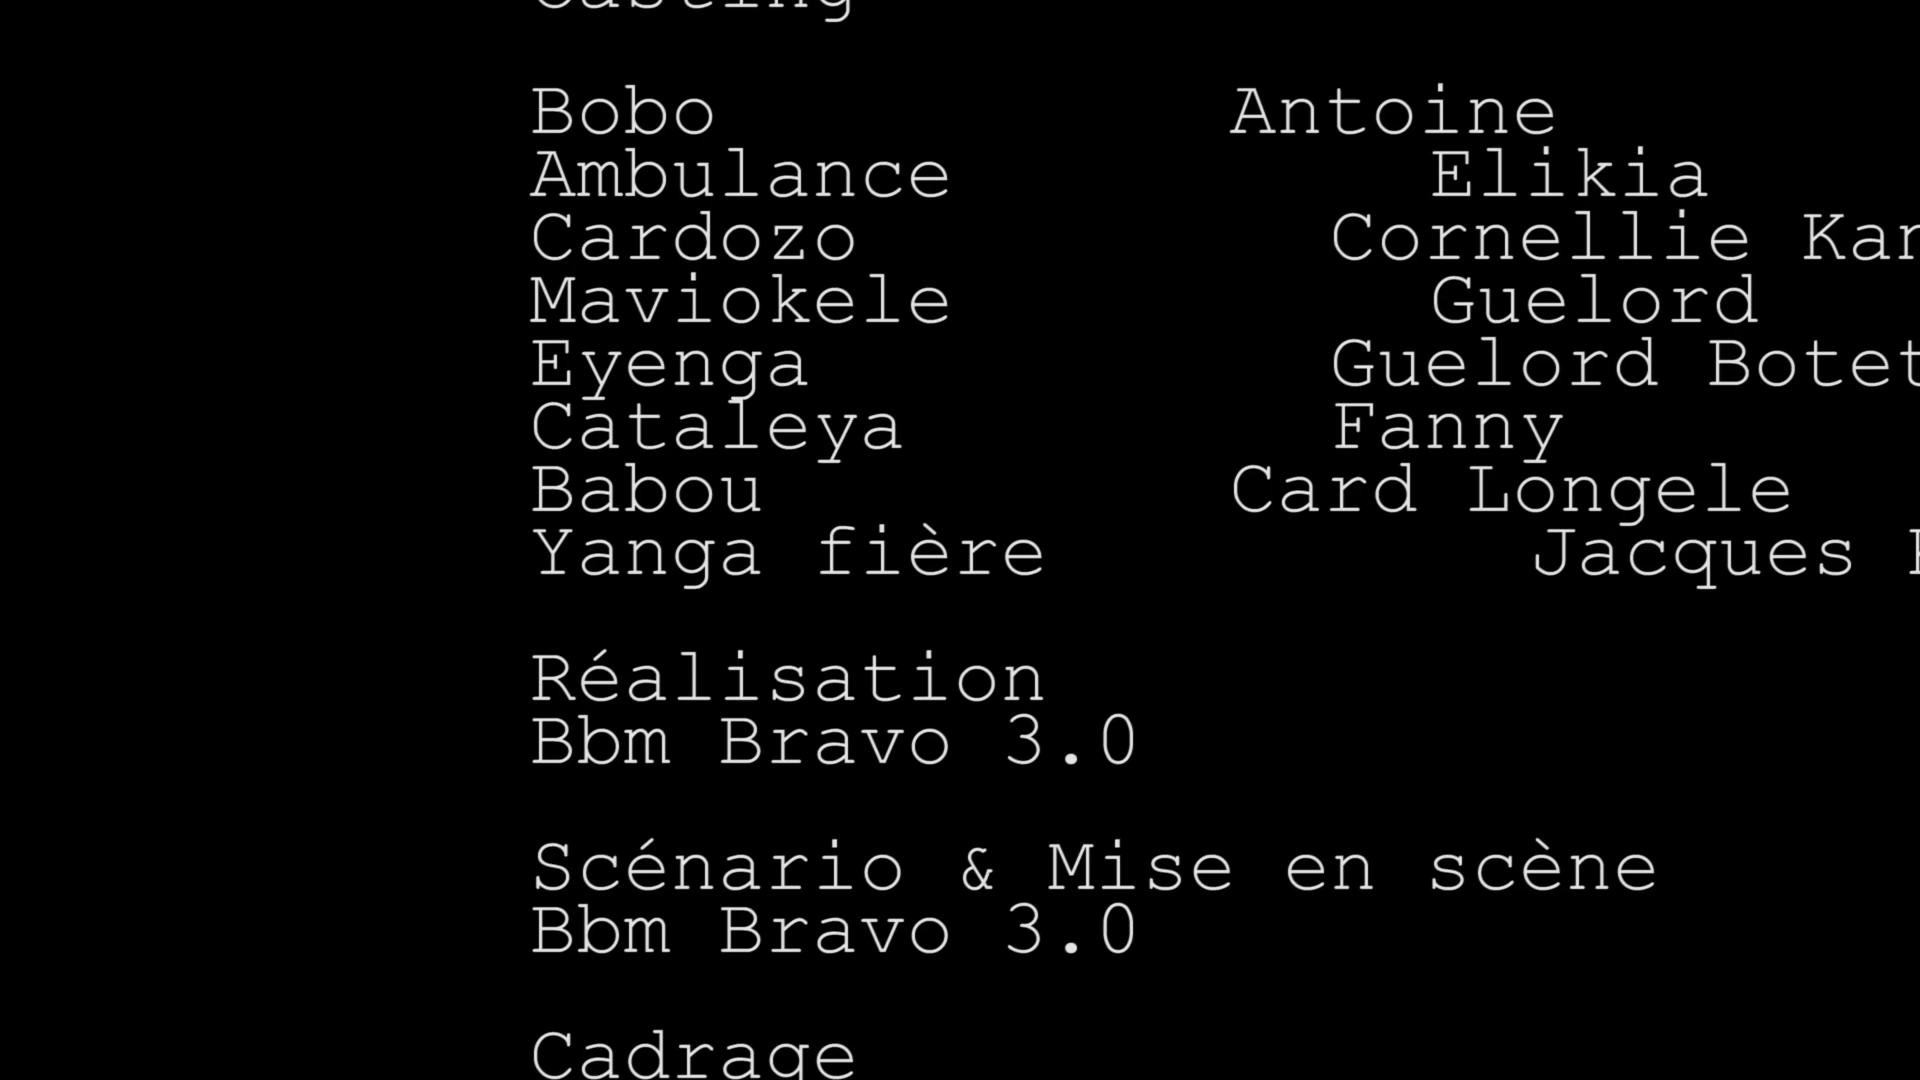 Casting
Bobo Antoine
Ambulance Elikia
Cardozo Cornellie
Maviokele Guelord
Eyenga Guelord
Cataleya Fanny
Babou Card Longele
Yanga fière Jacques
Réalisation
Bbm Bravo 3.0
Scénario & Mise en scène
Bbm Bravo 3.0
Cadrage